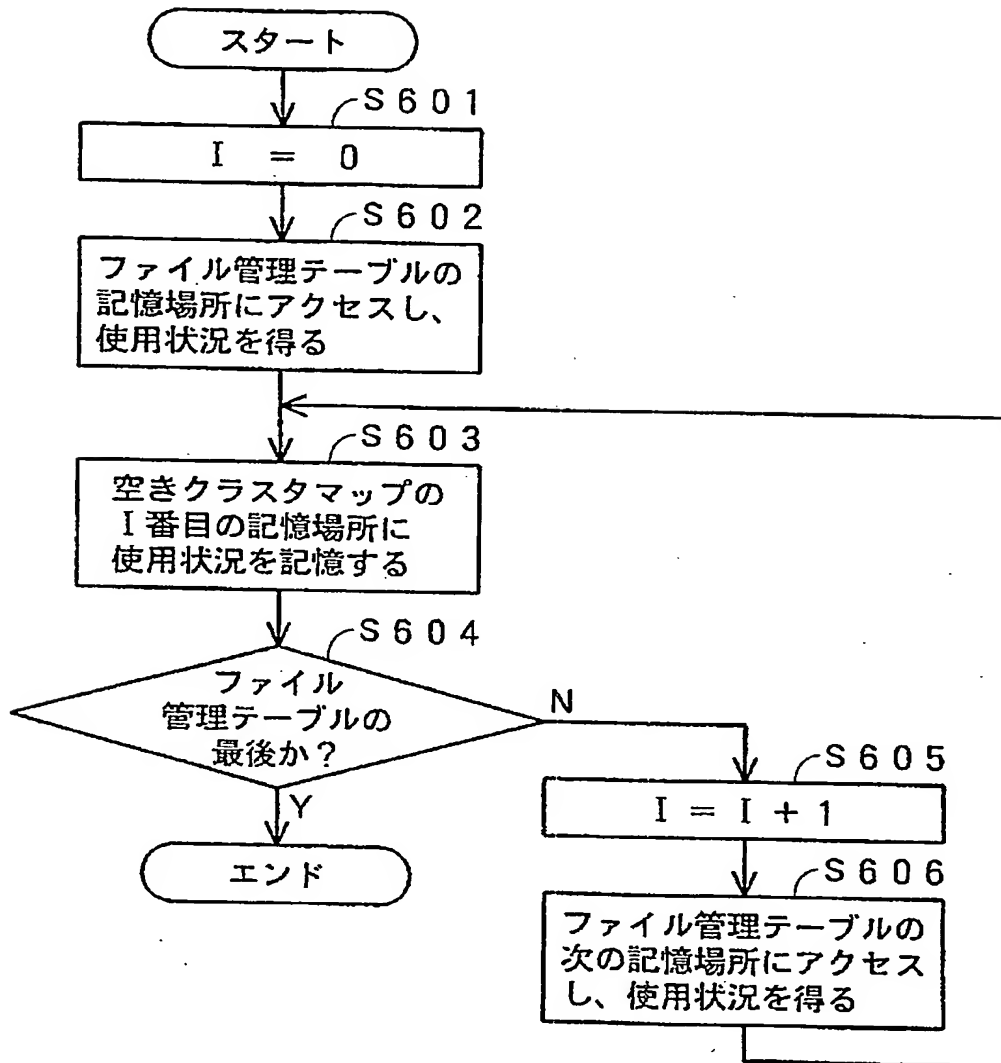 スタート
S601
I = 0
S602
ファイル管理テーブルの
記憶場所にアクセスし、
使用状況を得る
S603
空きクラスタマップの
I番目の記憶場所に
使用状況を記憶する
S604
ファイル
管理テーブルの
最後か？
N
Y
エンド
S605
I = I + 1
S606
ファイル管理テーブルの
次の記憶場所にアクセス
し、使用状況を得る